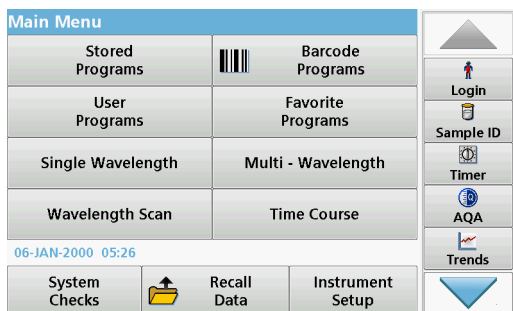 Main Menu
Stored
Programs
Barcode
Programs
User
Programs
Favorite
Programs
Single Wavelength
Multi - Wavelength
Wavelength Scan
Time Course
06-JAN-2000 05:26
System
Checks
Recall
Data
Instrument
Setup
Login
Sample ID
Timer
AQA
Trends